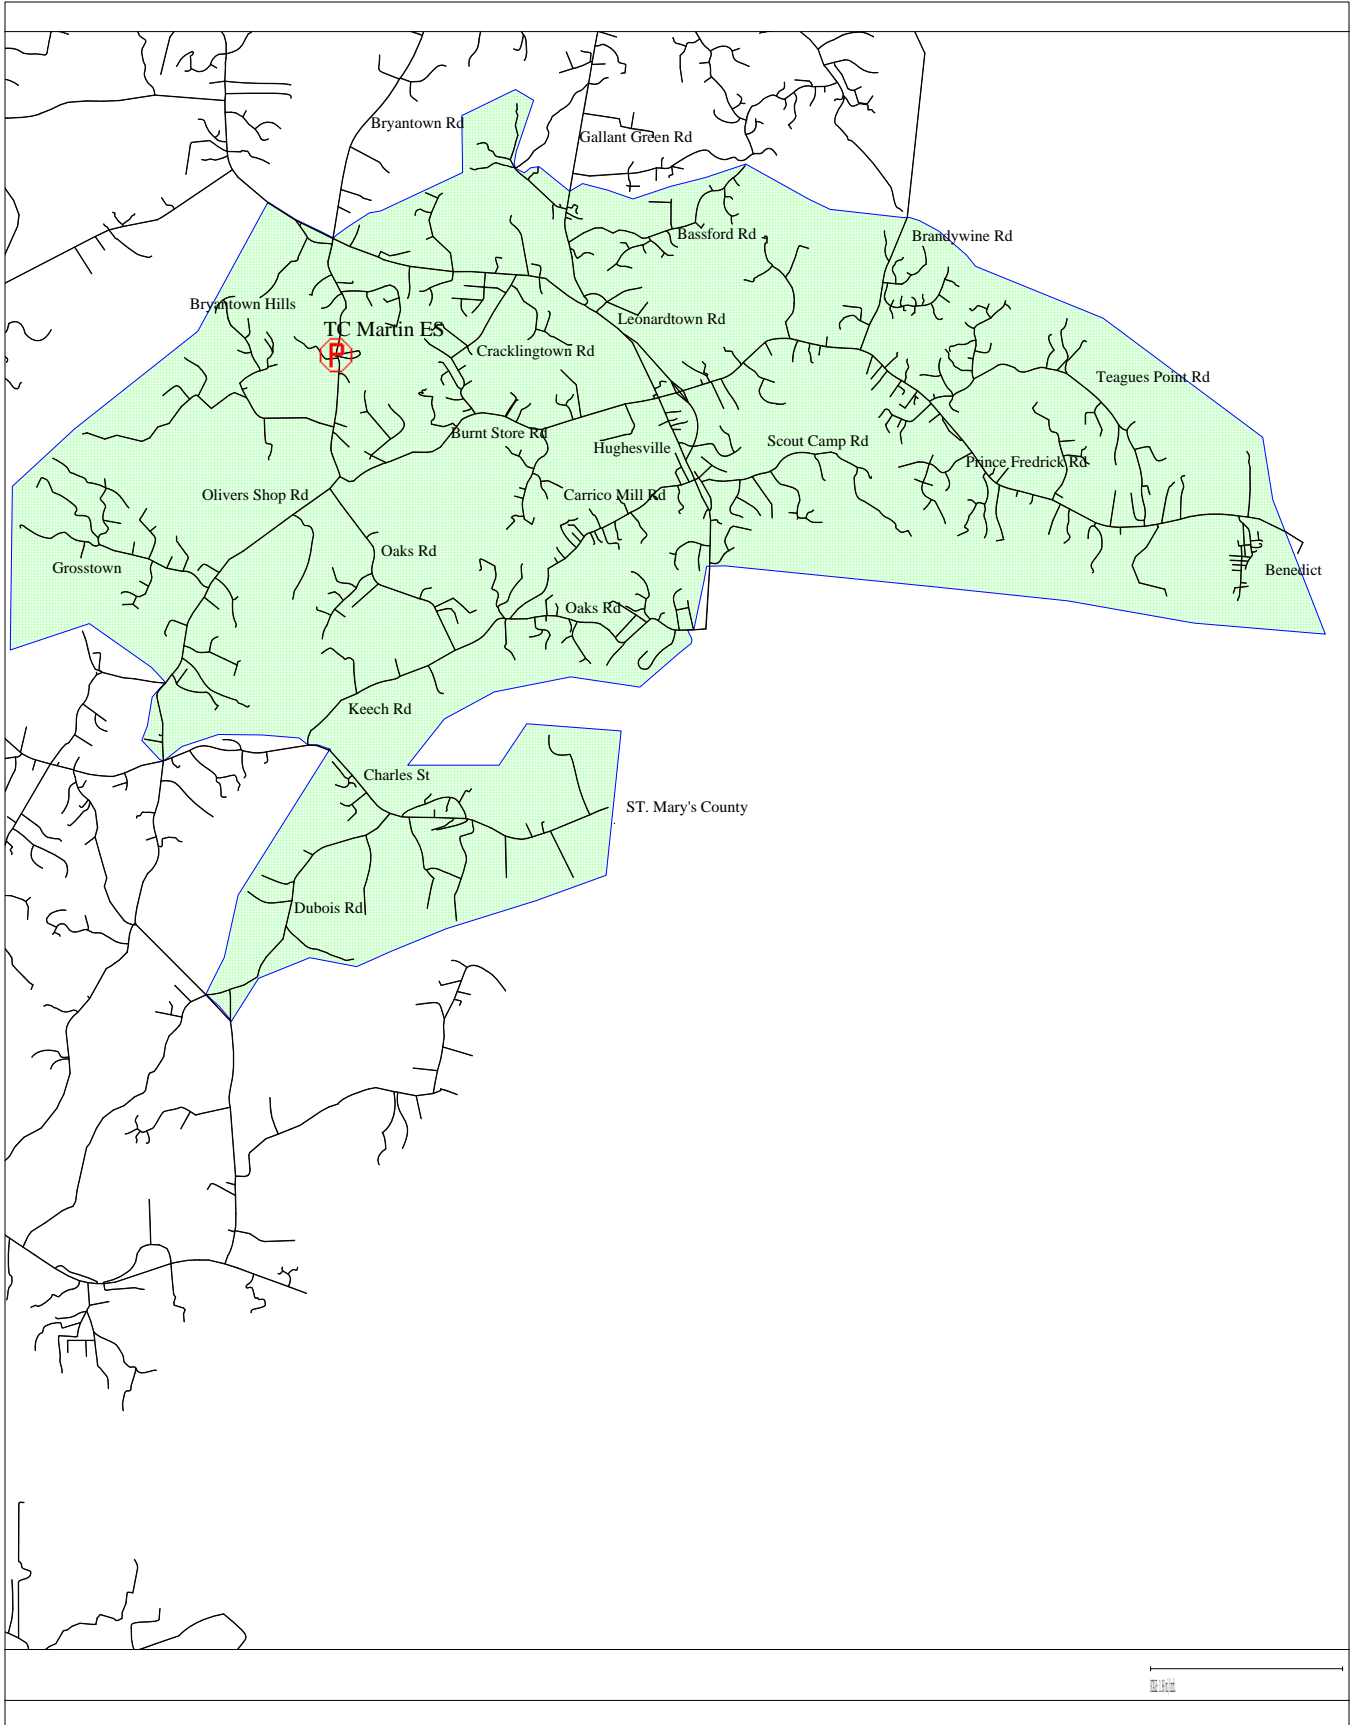 Bryantown Rd
Gallant Green Rd
Bassford Rd
Brandywine Rd
Bryantown Hills
Leonardtown Rd
TC Martin ES
P
Cracklingtown Rd
Teagues Point Rd
Burnt Store Rd
Hughesville
Scout Camp Rd
Prince Fredrick Rd
Olivers Shop Rd
Carrico Mill Rd
Oaks Rd
Grosstown
Benedict
Oaks Rd
Keech Rd
Charles St
ST. Mary's County
Dubois Rd